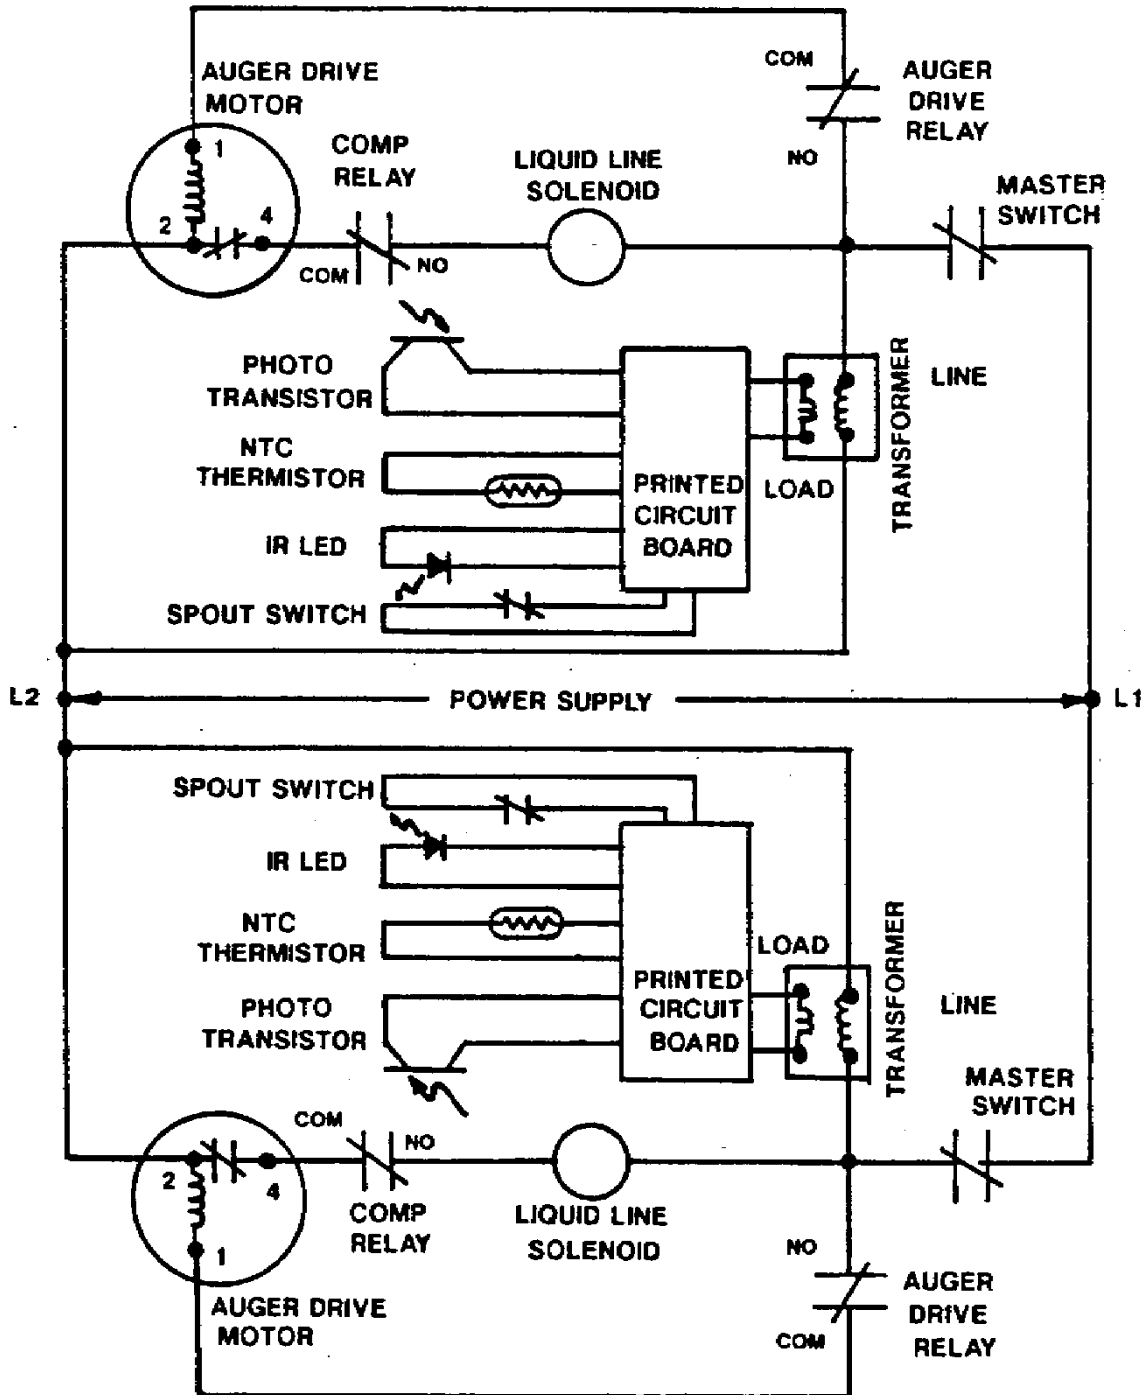 COM
AUGER
DRIVE
RELAY
NO
AUGER DRIVE
MOTOR
1
2
4
COMP
RELAY
COM
NO
LIQUID LINE
SOLENOID
MASTER
SWITCH
PHOTO
TRANSISTOR
NTC
THERMISTOR
IR LED
SPOUT SWITCH
PRINTED
CIRCUIT
BOARD
LOAD
TRANSFORMER
LINE
L2
POWER SUPPLY
L1
SPOUT SWITCH
IR LED
NTC
THERMISTOR
PHOTO
TRANSISTOR
PRINTED
CIRCUIT
BOARD
LOAD
TRANSFORMER
LINE
MASTER
SWITCH
COM
NO
2
4
1
COMP
RELAY
LIQUID LINE
SOLENOID
AUGER DRIVE
MOTOR
NO
COM
AUGER
DRIVE
RELAY